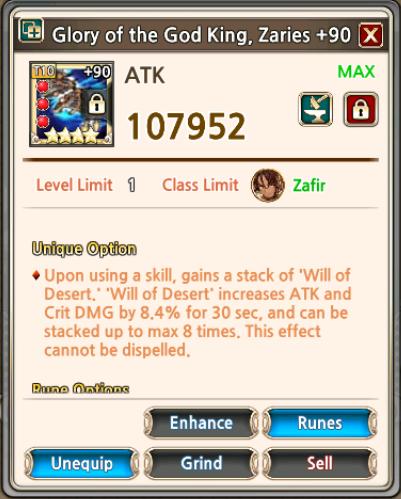 Glory of the God King, Zaries +90
T10 +90
ATK
MAX
107952
Level Limit 1 Class Limit Zafir
Unique Option
Upon using a skill, gains a stack of 'Will of
Desert.' 'Will of Desert' increases ATK and
Crit DMG by 8.4% for 30 sec, and can be
stacked up to max 8 times. This effect
cannot be dispelled.
Rune Options
Enhance
Runes
Unequip
Grind
Sell